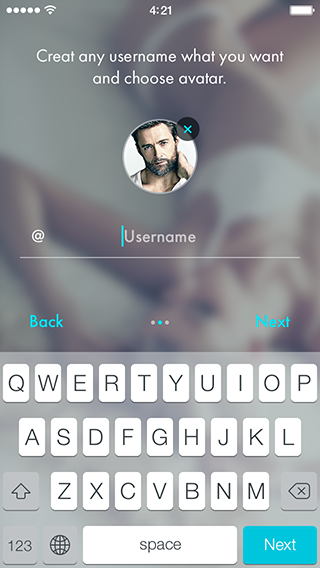 4:21
Creat any username what you want
and choose avatar.
@ Username
Back Next
Q W E R T Y U I O P
A S D F G H J K L
Z X C V B N M
123 space Next